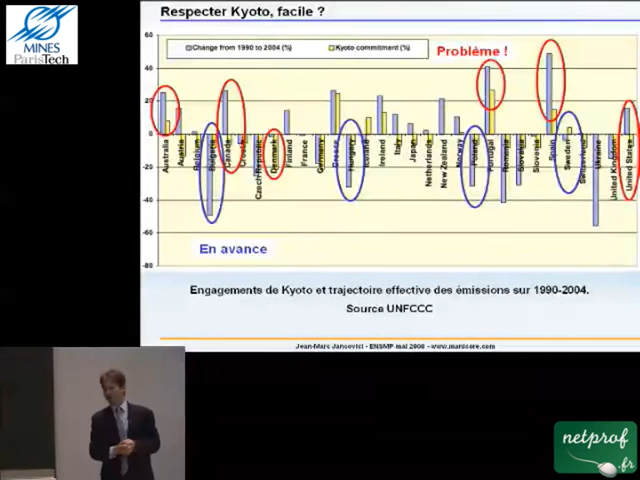 Respecter Kyoto, facile ?
MINES
ParisTech
60
40
20
0
-20
-40
-60
-80
Change from 1990 to 2004 (%)
Kyoto commitment (%)
Problème !
Australia
Austria
Belgium
Bulgaria
Canada
Croatia
Czech Republic
Denmark
Finland
France
Germany
Greece
Hungary
Iceland
Ireland
Italy
Japan
Netherlands
New Zealand
Norway
Poland
Portugal
Romania
Slovakia
Slovenia
Spain
Sweden
Switzerland
Ukraine
United Kingdom
United States
En avance
Engagements de Kyoto et trajectoire effective des émissions sur 1990-2004.
Source UNFCCC
Jean-Marc Jancovici - ENSMP mai 2008 - www.manicore.com
netprof
.fr